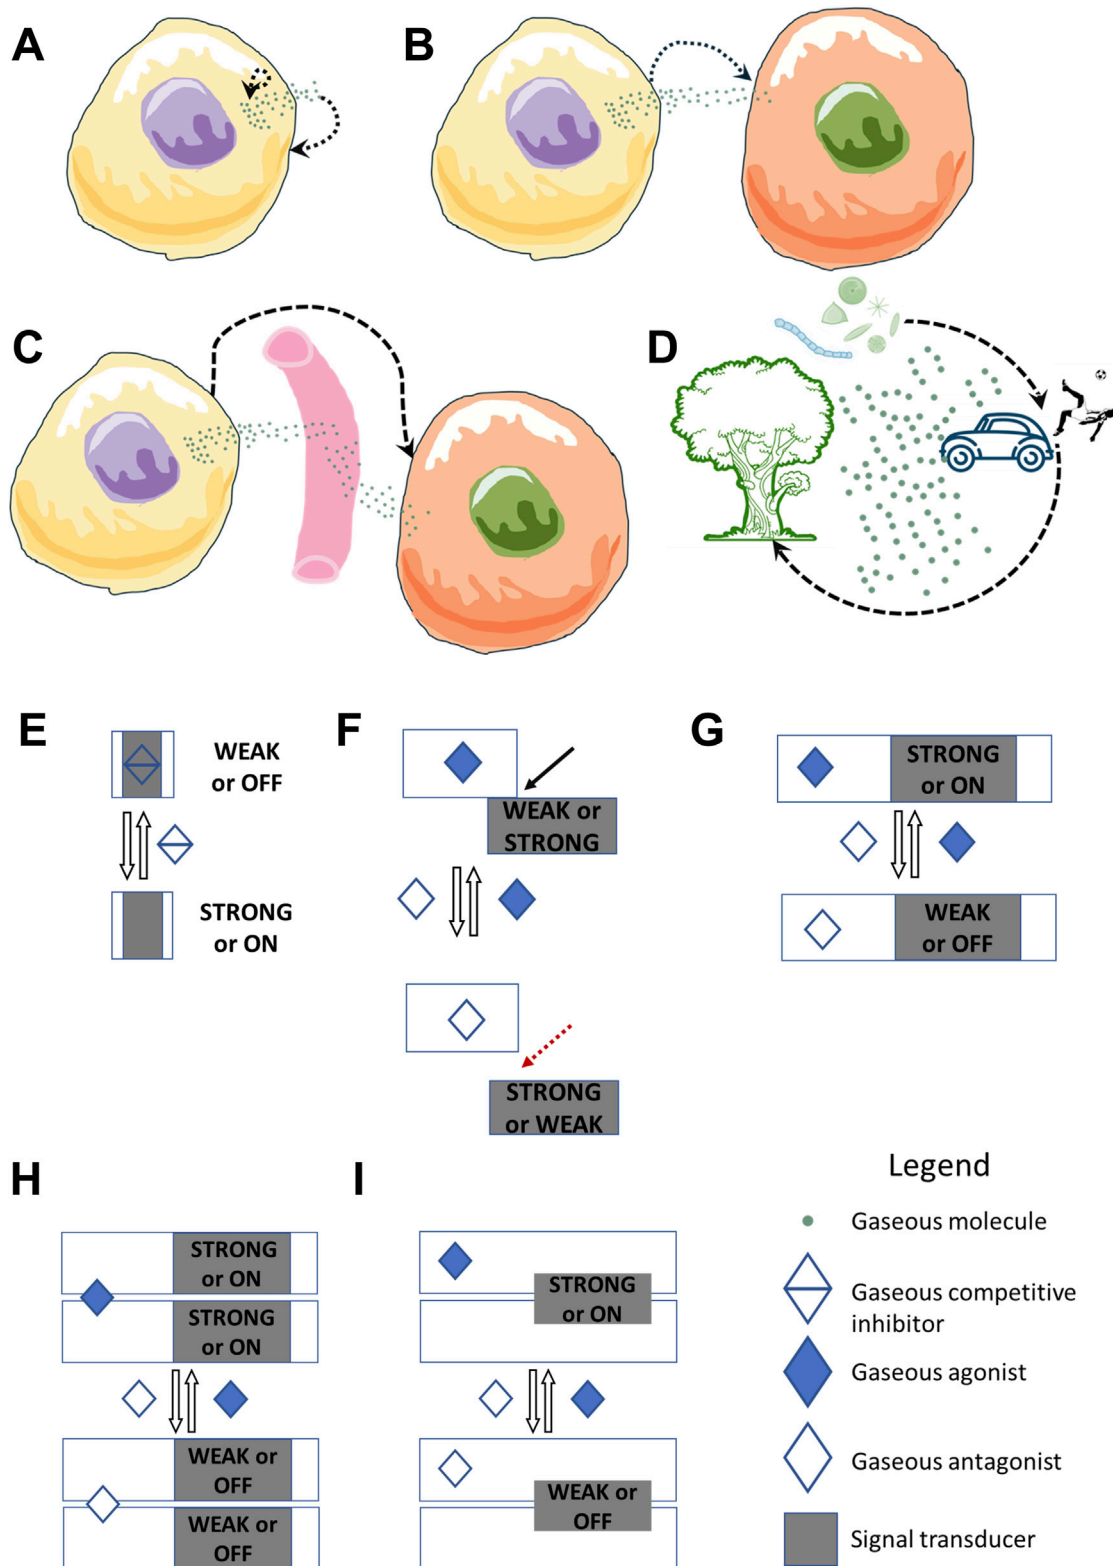 A
B
C
D
E
WEAK
or OFF
STRONG
or ON
F
WEAK or
STRONG
STRONG
or WEAK
G
STRONG
or ON
WEAK
or OFF
H
STRONG
or ON
STRONG
or ON
WEAK or
OFF
WEAK or
OFF
I
STRONG
or ON
WEAK or
OFF
Legend
Gaseous molecule
Gaseous competitive
inhibitor
Gaseous agonist
Gaseous antagonist
Signal transducer